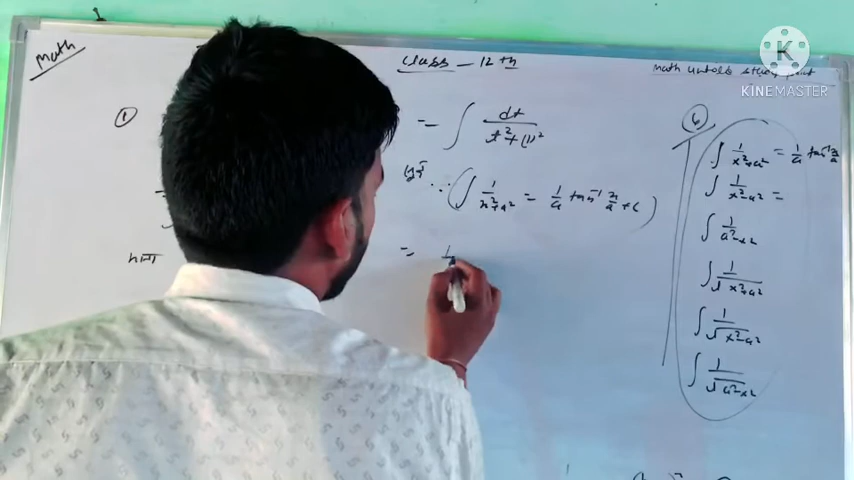 Math
class - 12 th
math untold study point
K
KINEMASTER
①
= ∫ dt / t² + (1)²
∵ (∫ 1 / x² + a² = 1/a tan⁻¹ x/a + c)
=
⑥
∫ 1 / x² + a² = 1/a tan⁻¹ x/a
∫ 1 / x² - a² =
∫ 1 / a² - x²
∫ 1 / √x² + a²
∫ 1 / √x² - a²
∫ 1 / √a² - x²